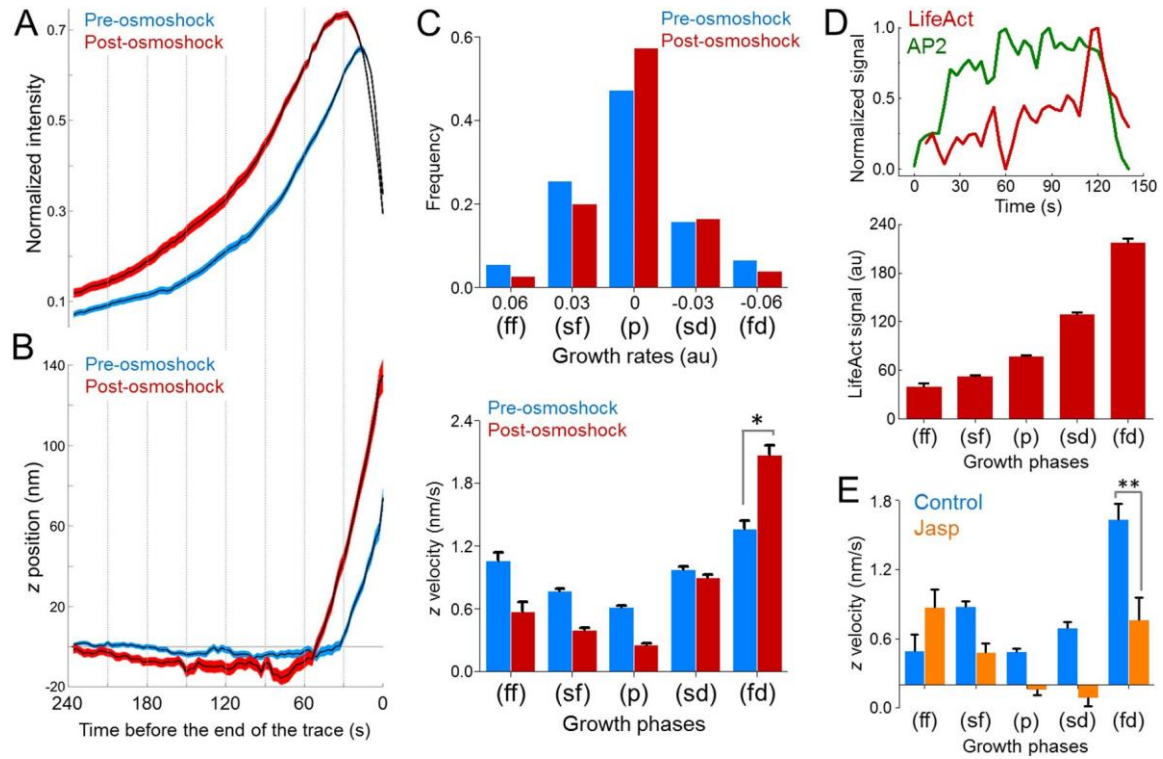 A
Pre-osmoshock
Post-osmoshock
0.7
0.5
0.3
0.1
Normalized intensity
B
Pre-osmoshock
Post-osmoshock
140
100
60
20
-20
z position (nm)
240 180 120 60 0
Time before the end of the trace (s)
C
Pre-osmoshock
Post-osmoshock
0.6
0.4
0.2
0.0
Frequency
0.06 0.03 0 -0.03 -0.06
(ff) (sf) (p) (sd) (fd)
Growth rates (au)
Pre-osmoshock
Post-osmoshock
*
2.4
1.8
1.2
0.6
0.0
z velocity (nm/s)
(ff) (sf) (p) (sd) (fd)
Growth phases
D
LifeAct
AP2
1.0
0.5
0.0
Normalized signal
0 30 60 90 120 150
Time (s)
240
180
120
60
0
LifeAct signal (au)
(ff) (sf) (p) (sd) (fd)
Growth phases
E
Control
Jasp
**
1.8
1.2
0.6
0.0
z velocity (nm/s)
(ff) (sf) (p) (sd) (fd)
Growth phases